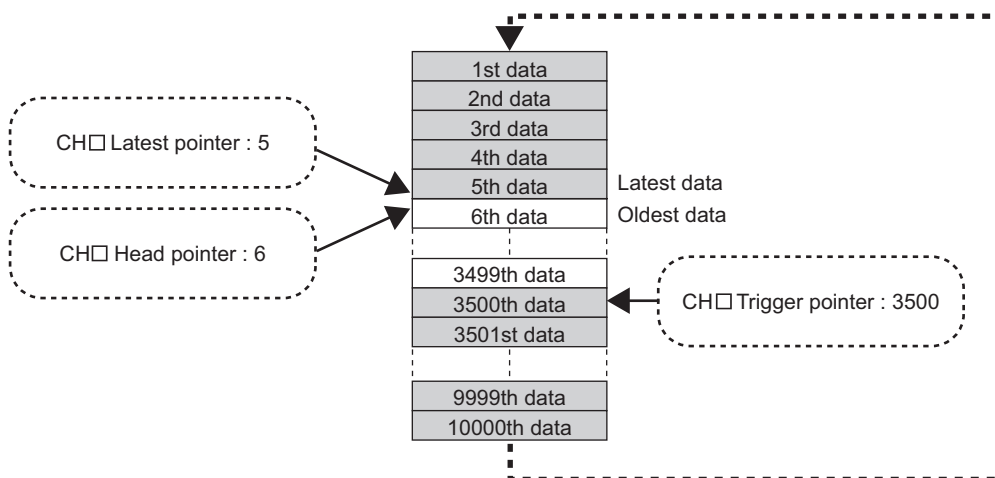 1st data
2nd data
3rd data
4th data
5th data
6th data
3499th data
3500th data
3501st data
9999th data
10000th data
CH□ Latest pointer : 5
CH□ Head pointer : 6
Latest data
Oldest data
CH□ Trigger pointer : 3500